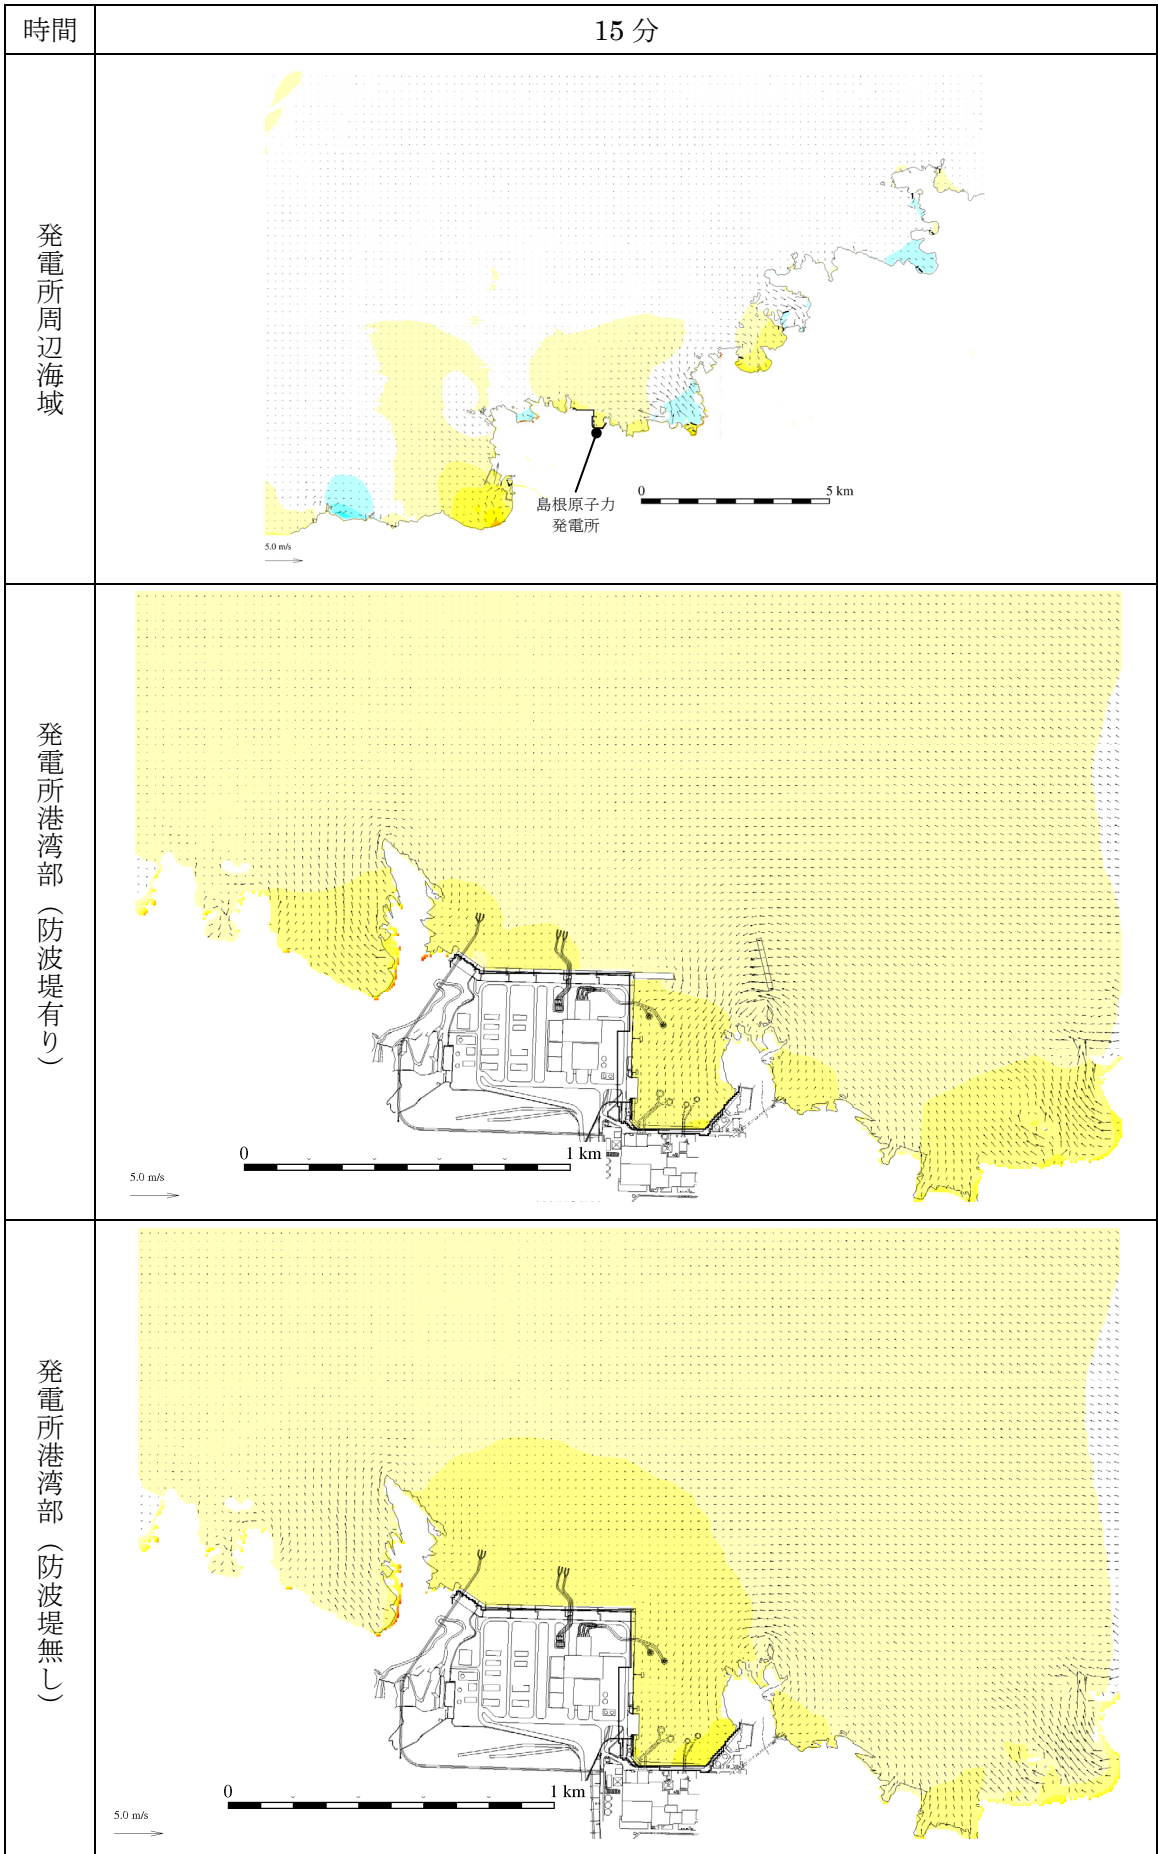 時間
15分
発電所周辺海域
島根原子力
発電所
0
5 km
5.0 m/s
発電所港湾部（防波堤有り）
0
1 km
5.0 m/s
発電所港湾部（防波堤無し）
0
1 km
5.0 m/s